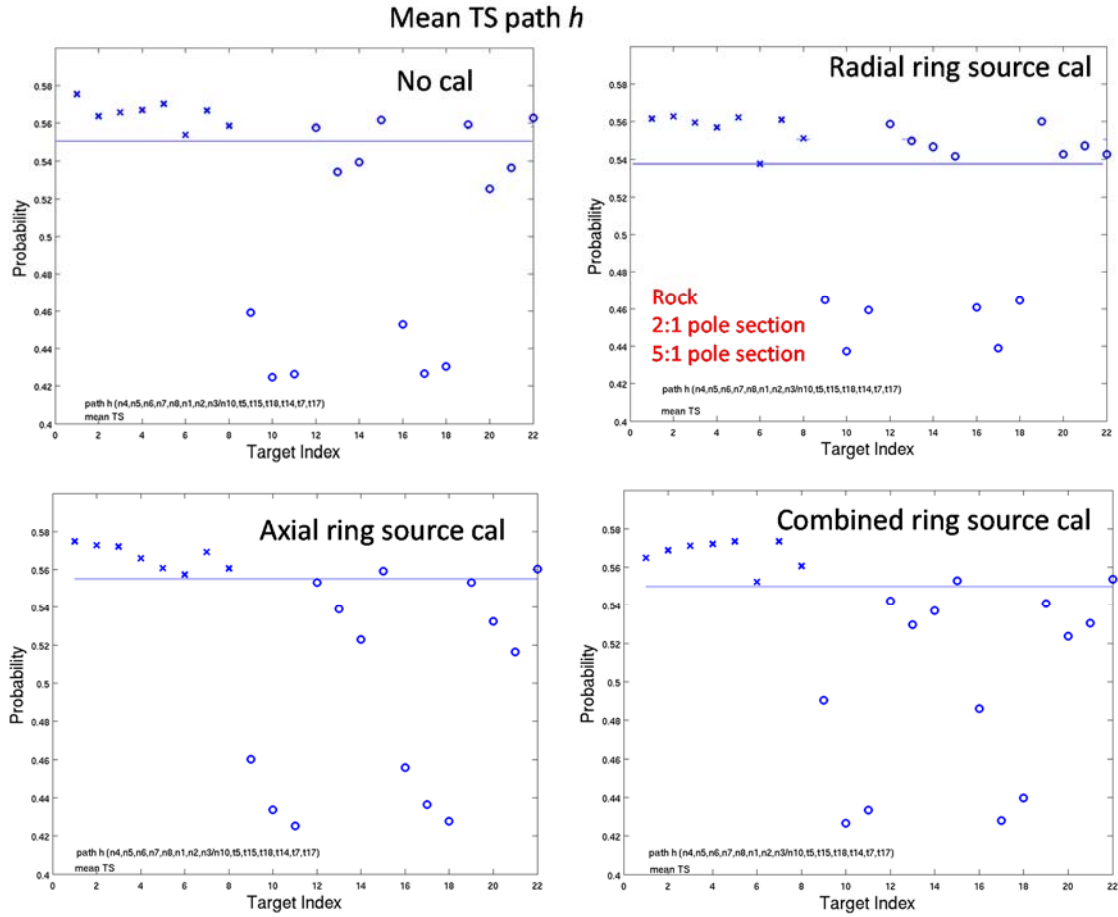 Mean TS path h
No cal
Probability
0.58
0.56
0.54
0.52
0.5
0.48
0.46
0.44
0.42
0.4
path h (n4,n5,n6,n7,n8,n1,n2,n3/n10,t5,t15,t18,t14,t7,t17)
mean TS
0 2 4 6 8 10 12 14 16 18 20 22
Target Index
Radial ring source cal
Probability
0.58
0.56
0.54
0.52
0.5
0.48
0.46
0.44
0.42
0.4
Rock
2:1 pole section
5:1 pole section
path h (n4,n5,n6,n7,n8,n1,n2,n3/n10,t5,t15,t18,t14,t7,t17)
mean TS
0 2 4 6 8 10 12 14 16 18 20 22
Target Index
Axial ring source cal
Probability
0.58
0.56
0.54
0.52
0.5
0.48
0.46
0.44
0.42
0.4
path h (n4,n5,n6,n7,n8,n1,n2,n3/n10,t5,t15,t18,t14,t7,t17)
mean TS
0 2 4 6 8 10 12 14 16 18 20 22
Target Index
Combined ring source cal
Probability
0.58
0.56
0.54
0.52
0.5
0.48
0.46
0.44
0.42
0.4
path h (n4,n5,n6,n7,n8,n1,n2,n3/n10,t5,t15,t18,t14,t7,t17)
mean TS
0 2 4 6 8 10 12 14 16 18 20 22
Target Index